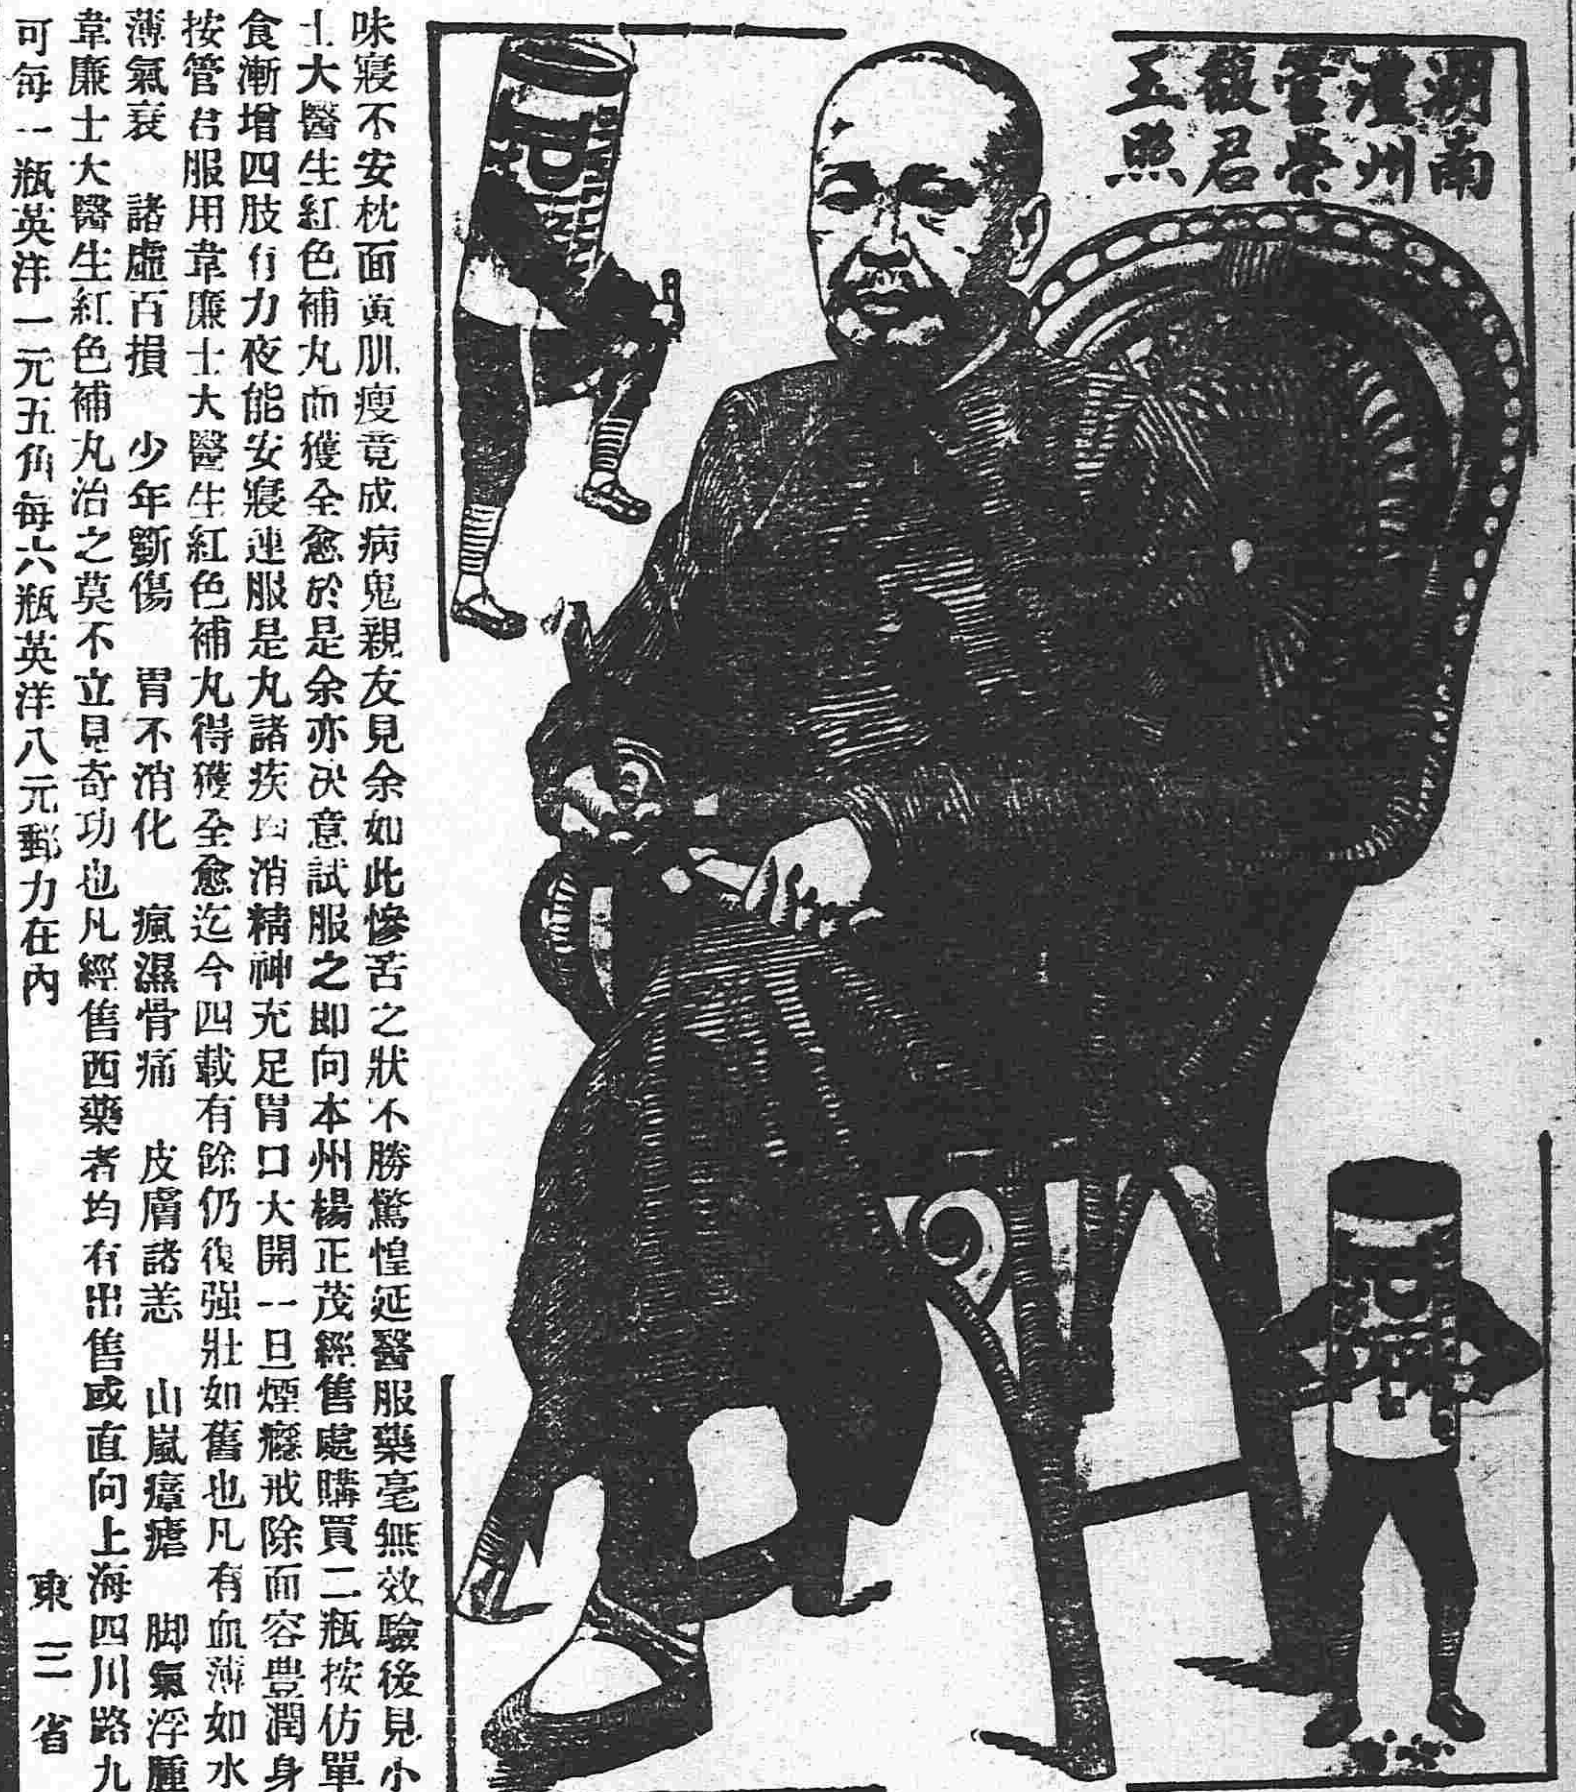 湖南
澧州
管榮
馥君
玉照
味寢不安枕面黃肌瘦竟成病鬼親友見余如此慘苦之狀不勝驚惶延醫服藥毫無效驗後見小
士大醫生紅色補丸而獲全愈於是余亦決意試服之即向本州楊正茂經售處購買二瓶按仿單
食漸增四肢有力夜能安寢連服是丸諸疾四消精神充足胃口大開一旦煙癮戒除而容豐潤身
按管君服用韋廉士大醫生紅色補丸得獲全愈迄今四載有餘仍復强壯如舊也凡有血薄如水
薄氣衰 諸虛百損 少年斲傷 胃不消化 瘋濕骨痛 皮膚諸恙 山嵐瘴瘧 脚氣浮腫
韋廉士大醫生紅色補丸治之莫不立見奇功也凡經售西藥者均有出售或直向上海四川路九
可每一瓶英洋一元五角每六瓶英洋八元郵力在內
東三省